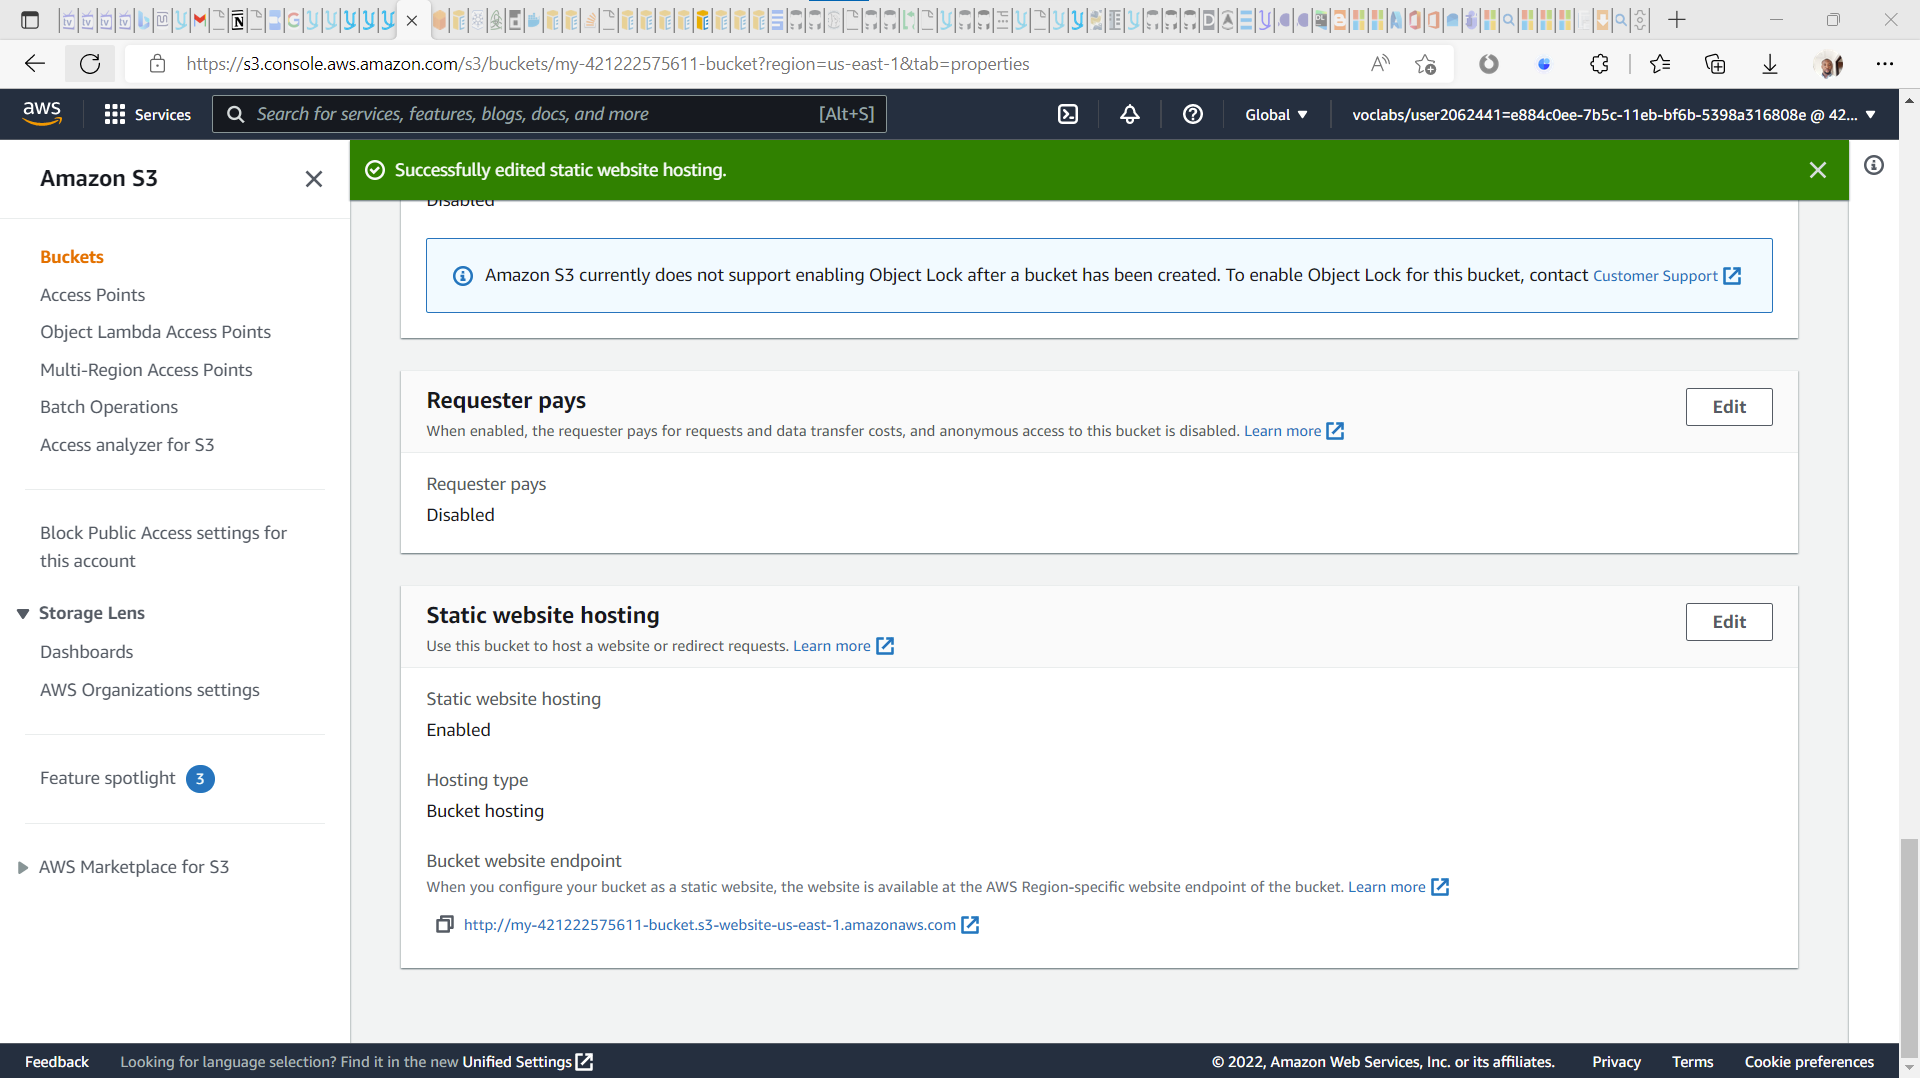 https://s3.console.aws.amazon.com/s3/buckets/my-421222575611-bucket?region=us-east-1&tab=properties
aws
Services
Search for services, features, blogs, docs, and more
[Alt+S]
Global
voclabs/user2062441=e884c0ee-7b5c-11eb-bf6b-5398a316808e @ 42...
Amazon S3
Buckets
Access Points
Object Lambda Access Points
Multi-Region Access Points
Batch Operations
Access analyzer for S3
Block Public Access settings for
this account
Storage Lens
Dashboards
AWS Organizations settings
Feature spotlight 3
AWS Marketplace for S3
Successfully edited static website hosting.
Disabled
Amazon S3 currently does not support enabling Object Lock after a bucket has been created. To enable Object Lock for this bucket, contact Customer Support
Requester pays
Edit
When enabled, the requester pays for requests and data transfer costs, and anonymous access to this bucket is disabled. Learn more
Requester pays
Disabled
Static website hosting
Edit
Use this bucket to host a website or redirect requests. Learn more
Static website hosting
Enabled
Hosting type
Bucket hosting
Bucket website endpoint
When you configure your bucket as a static website, the website is available at the AWS Region-specific website endpoint of the bucket. Learn more
http://my-421222575611-bucket.s3-website-us-east-1.amazonaws.com
Feedback
Looking for language selection? Find it in the new Unified Settings
© 2022, Amazon Web Services, Inc. or its affiliates.
Privacy
Terms
Cookie preferences